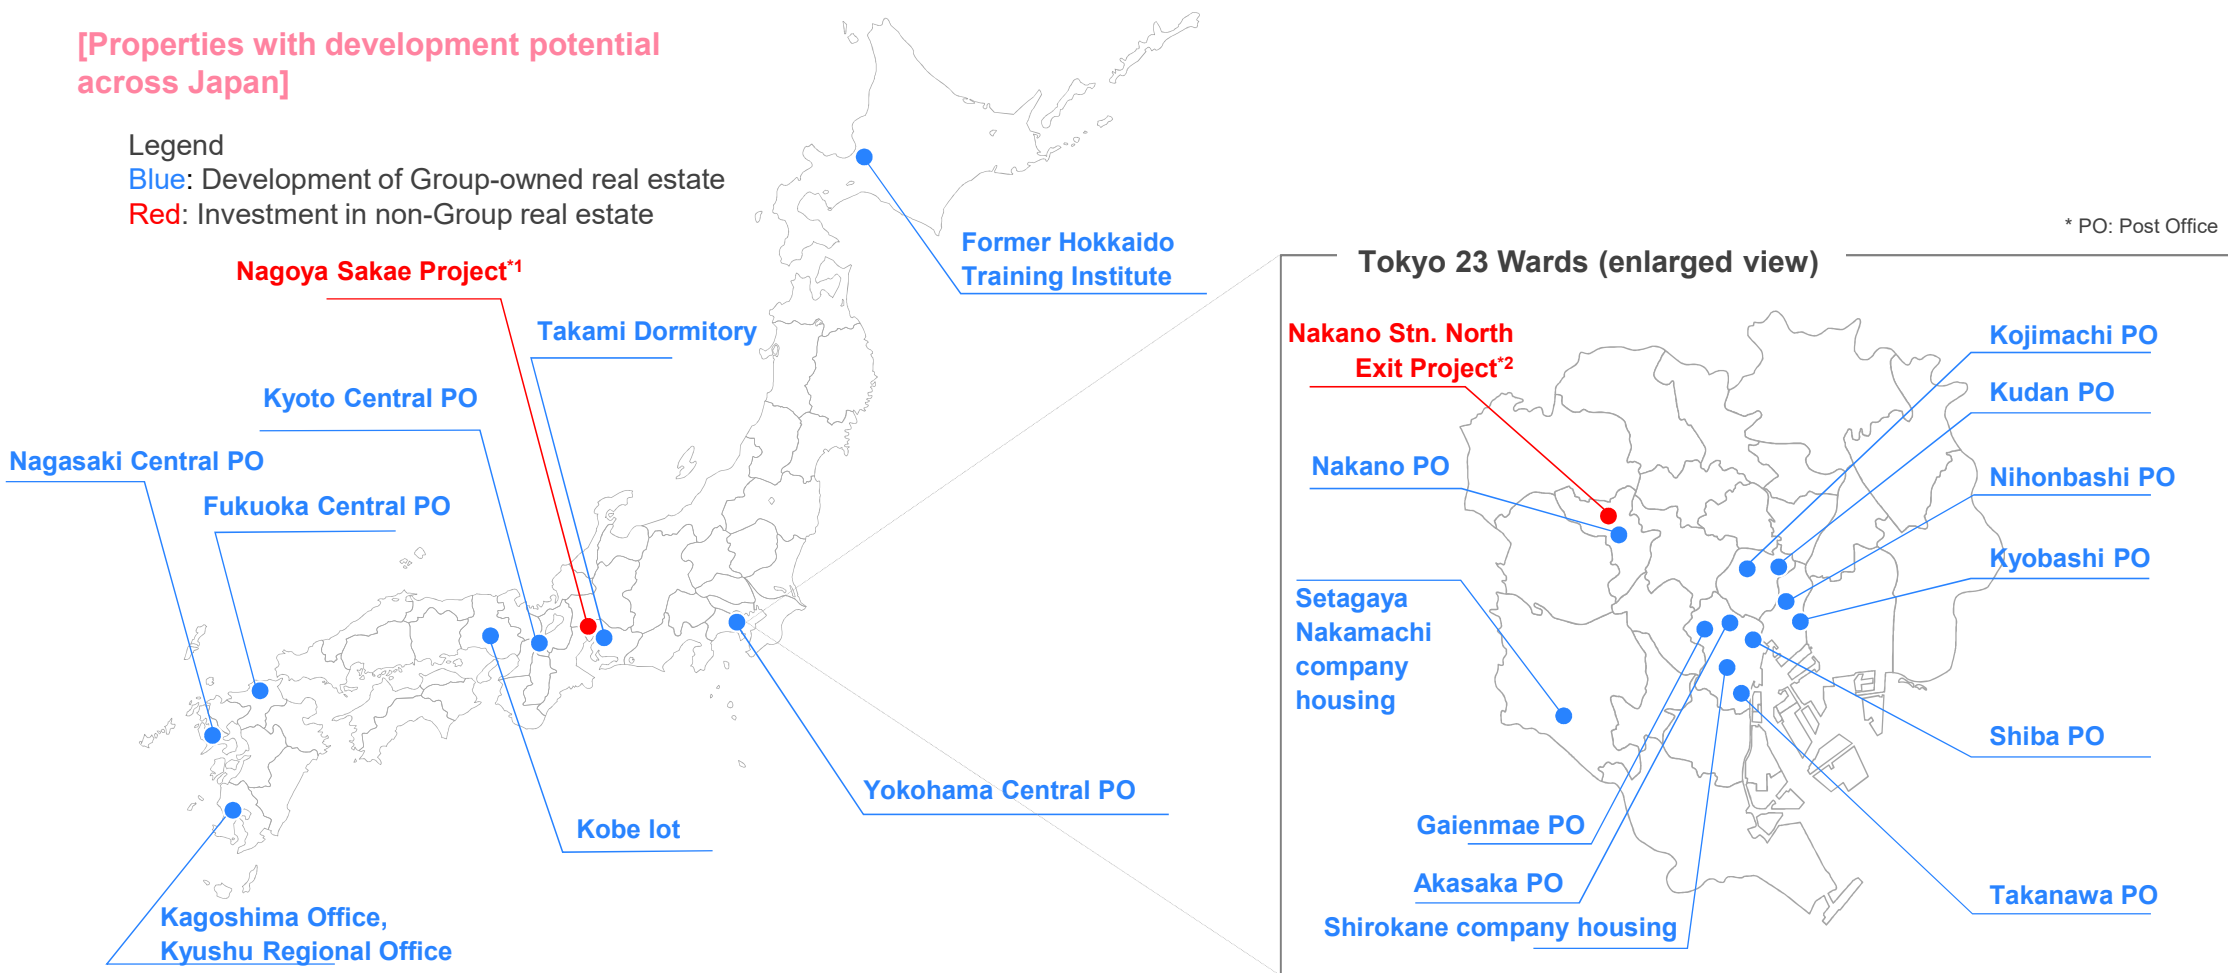 [Properties with development potential
across Japan]
Legend
Blue: Development of Group-owned real estate
Red: Investment in non-Group real estate
Nagoya Sakae Project*1
Takami Dormitory
Kyoto Central PO
Nagasaki Central PO
Fukuoka Central PO
Former Hokkaido
Training Institute
Yokohama Central PO
Kobe lot
Kagoshima Office,
Kyushu Regional Office
* PO: Post Office
Tokyo 23 Wards (enlarged view)
Nakano Stn. North
Exit Project*2
Nakano PO
Setagaya
Nakamachi
company
housing
Gaienmae PO
Akasaka PO
Shirokane company housing
Kojimachi PO
Kudan PO
Nihonbashi PO
Kyobashi PO
Shiba PO
Takanawa PO